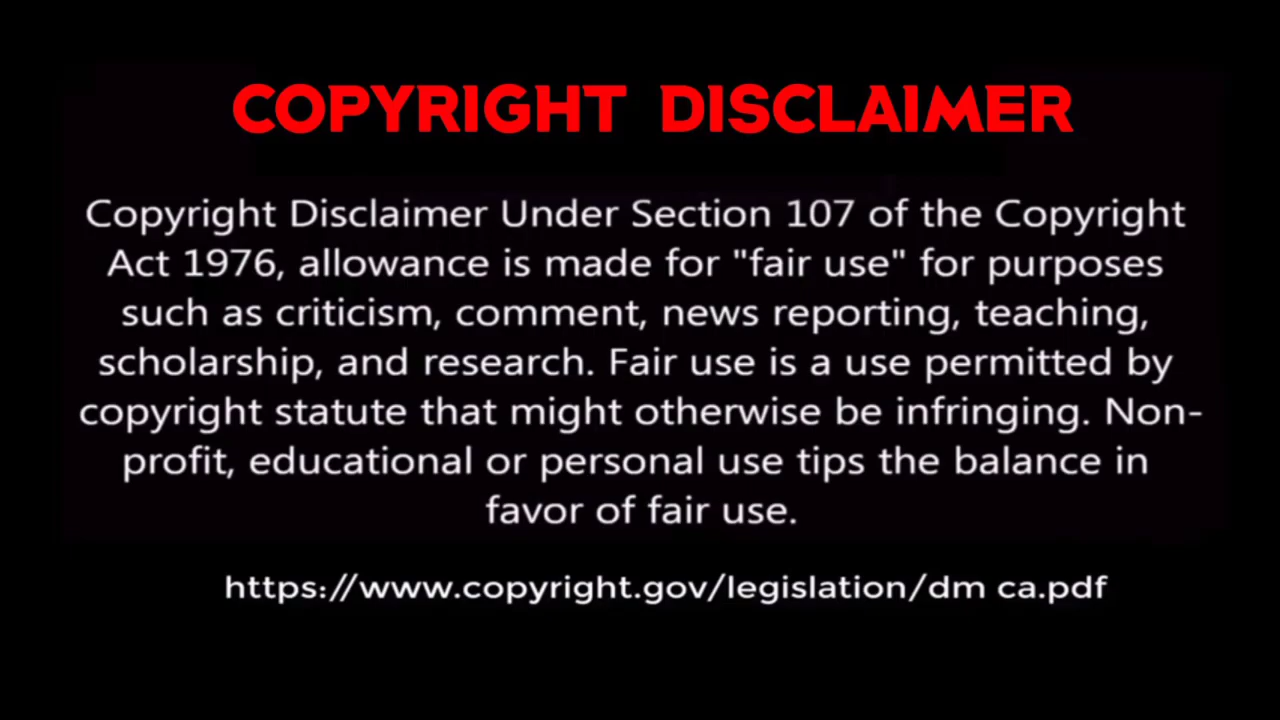 COPYRIGHT DISCLAIMER
Copyright Disclaimer Under Section 107 of the Copyright
Act 1976, allowance is made for "fair use" for purposes
such as criticism, comment, news reporting, teaching,
scholarship, and research. Fair use is a use permitted by
copyright statute that might otherwise be infringing. Non-
profit, educational or personal use tips the balance in
favor of fair use.
https://www.copyright.gov/legislation/dm ca.pdf